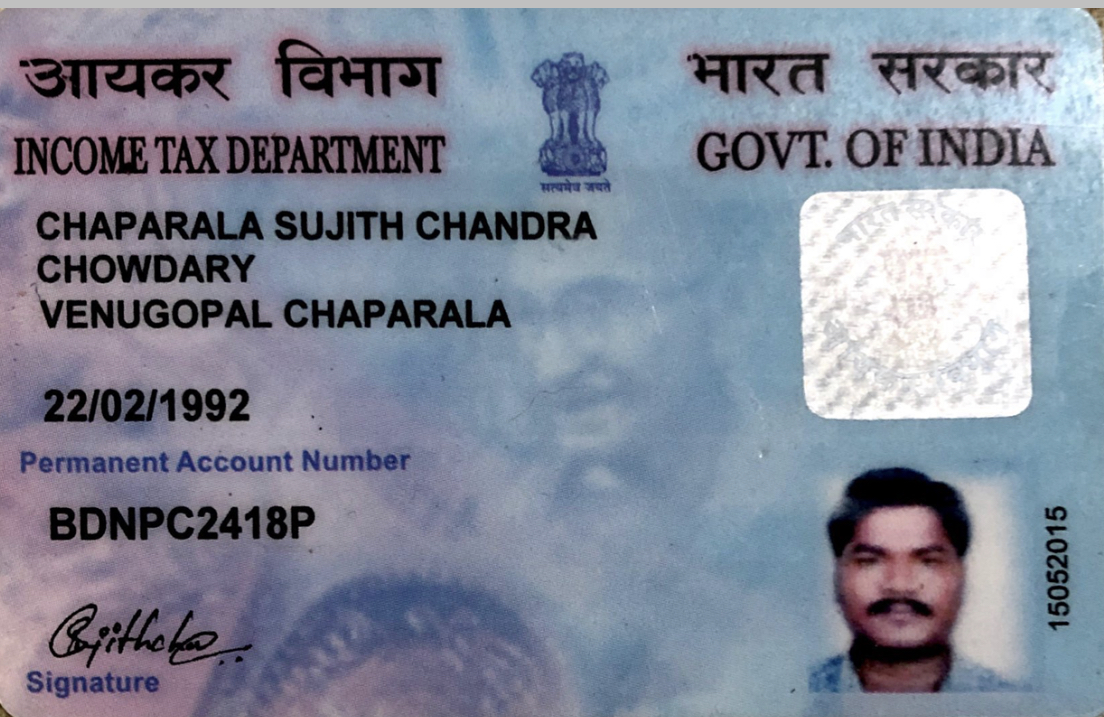 आयकर विभाग
INCOME TAX DEPARTMENT
सत्यमेव जयते
भारत सरकार
GOVT. OF INDIA
CHAPARALA SUJITH CHANDRA
CHOWDARY
VENUGOPAL CHAPARALA
22/02/1992
Permanent Account Number
BDNPC2418P
Signature
15052015